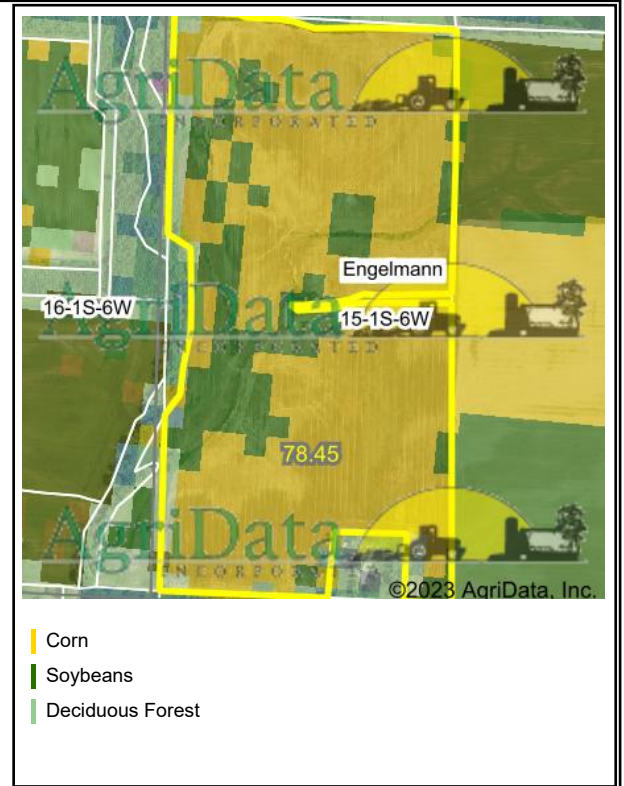 AgriData
INCORPORATED
Engelmann
16-1S-6W
AgriData
15-1S-6W
INCORPORATED
78.45
AgriData
INCORPORATED
©2023 AgriData, Inc.
Corn
Soybeans
Deciduous Forest